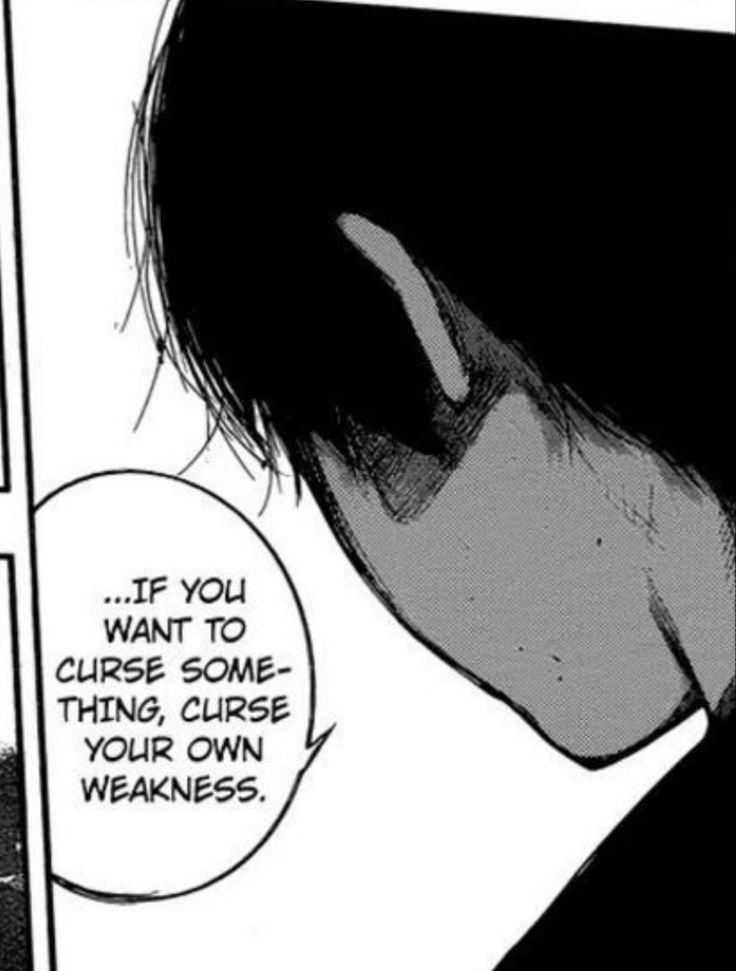 ...IF YOU
WANT TO
CURSE SOME-
THING, CURSE
YOUR OWN
WEAKNESS.